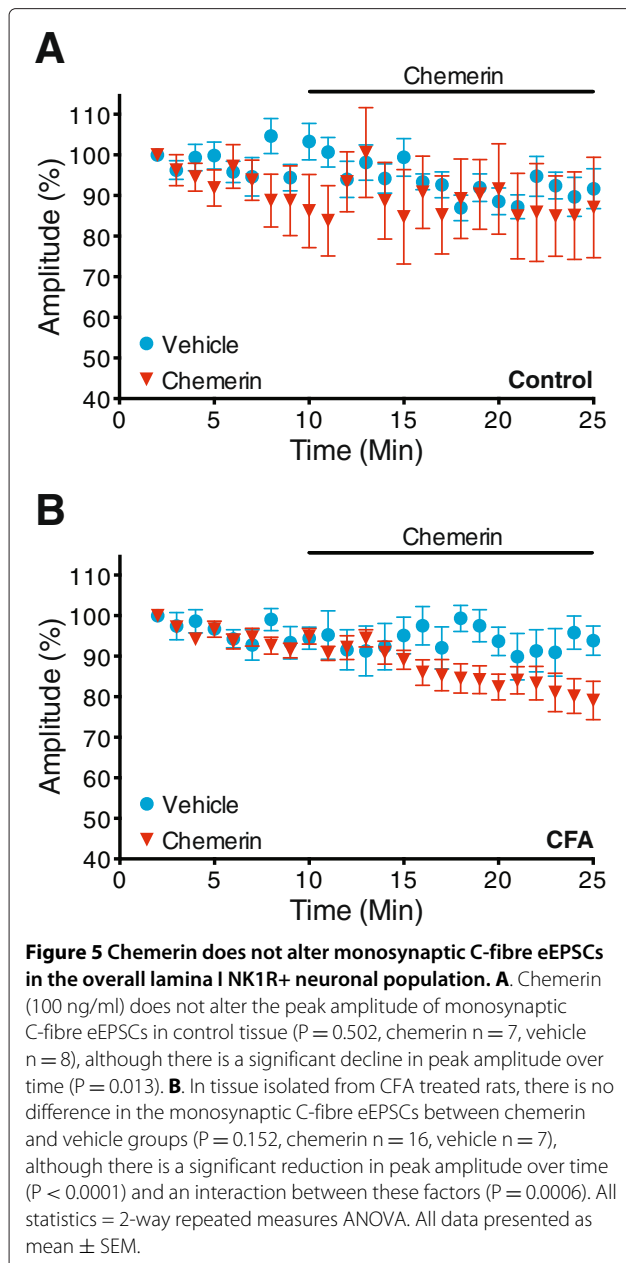 A
Chemerin
110
100
90
80
70
60
50
40
Amplitude (%)
Vehicle
Chemerin
Control
0 5 10 15 20 25
Time (Min)
B
Chemerin
110
100
90
80
70
60
50
40
Amplitude (%)
Vehicle
Chemerin
CFA
0 5 10 15 20 25
Time (Min)
Figure 5 Chemerin does not alter monosynaptic C-fibre eEPSCs
in the overall lamina I NK1R+ neuronal population. A. Chemerin
(100 ng/ml) does not alter the peak amplitude of monosynaptic
C-fibre eEPSCs in control tissue (P = 0.502, chemerin n = 7, vehicle
n = 8), although there is a significant decline in peak amplitude over
time (P = 0.013). B. In tissue isolated from CFA treated rats, there is no
difference in the monosynaptic C-fibre eEPSCs between chemerin
and vehicle groups (P = 0.152, chemerin n = 16, vehicle n = 7),
although there is a significant reduction in peak amplitude over time
(P < 0.0001) and an interaction between these factors (P = 0.0006). All
statistics = 2-way repeated measures ANOVA. All data presented as
mean ± SEM.